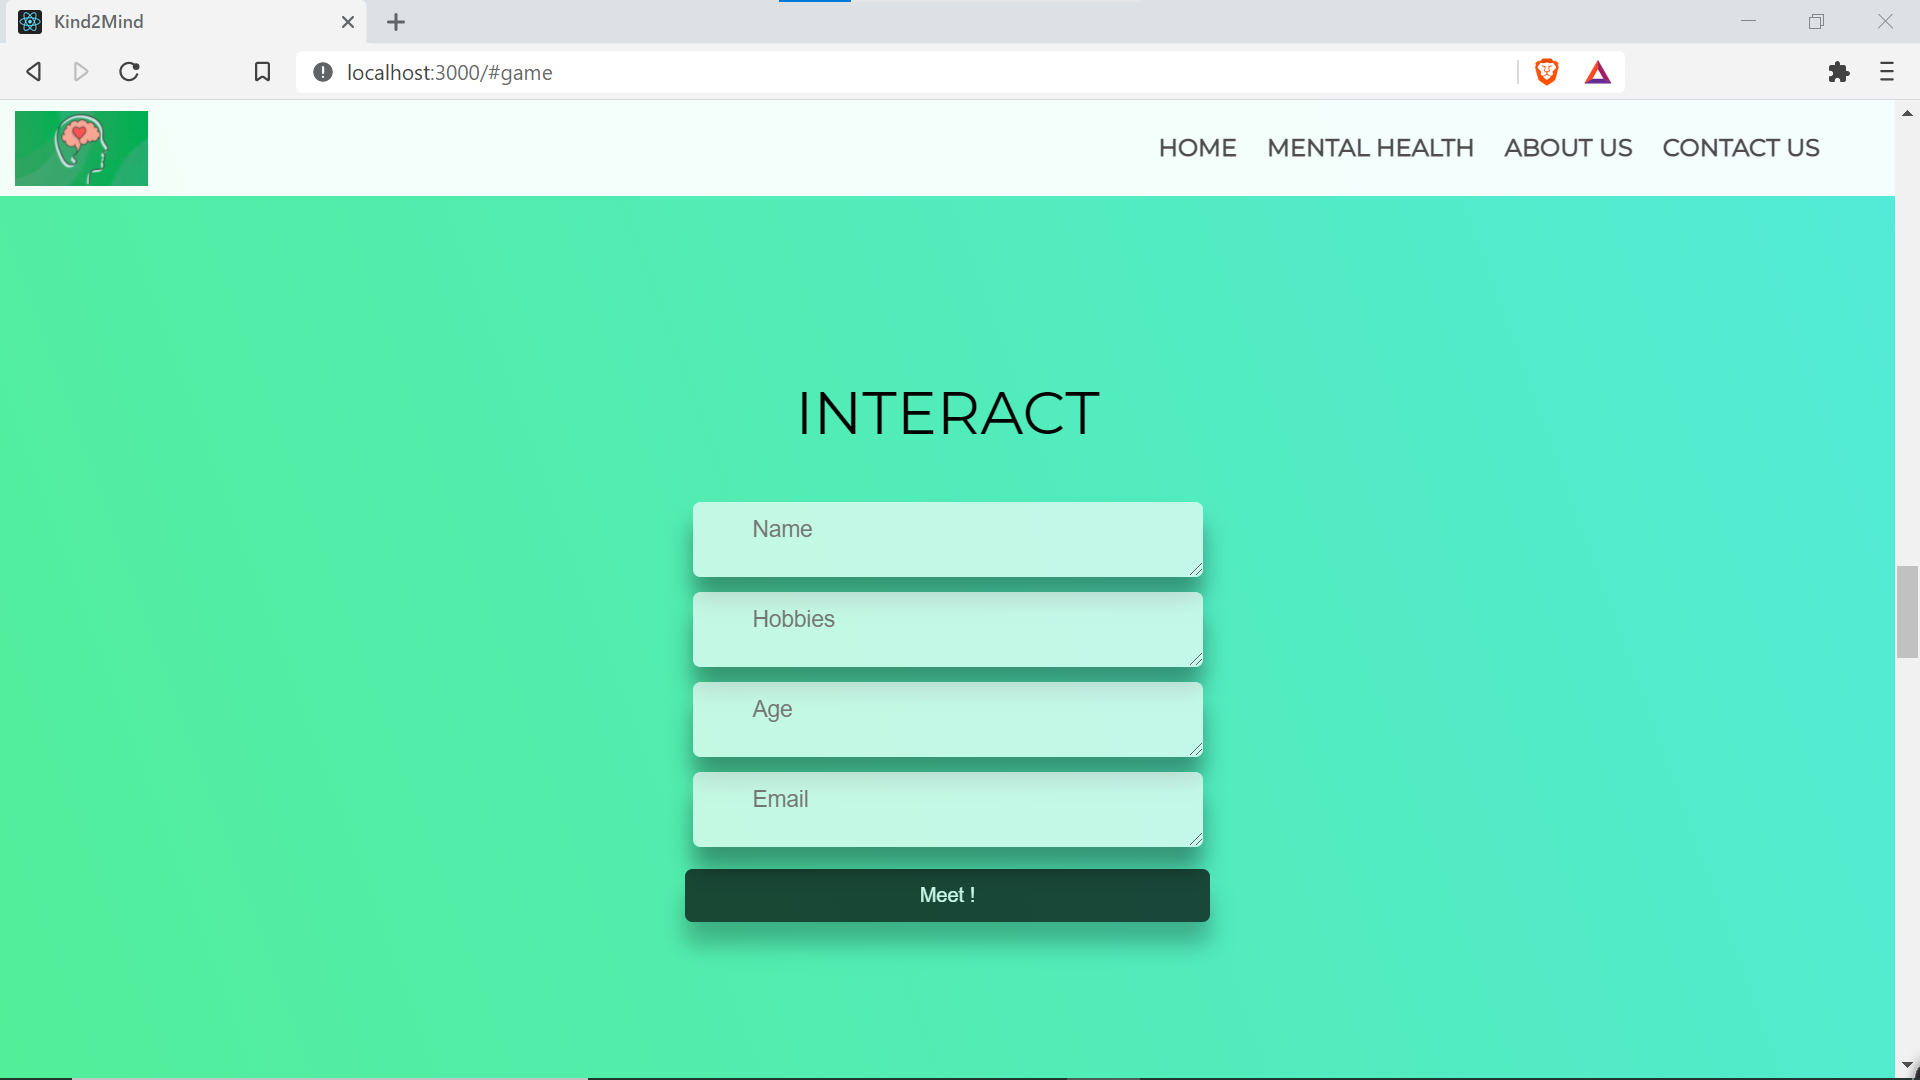 Kind2Mind
localhost:3000/#game
HOME MENTAL HEALTH ABOUT US CONTACT US
INTERACT
Name
Hobbies
Age
Email
Meet !